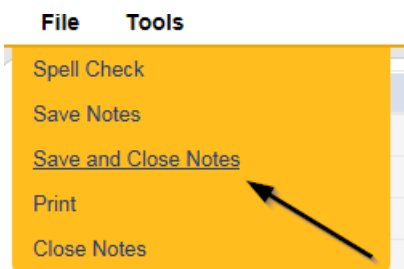 File Tools
Spell Check
Save Notes
Save and Close Notes
Print
Close Notes